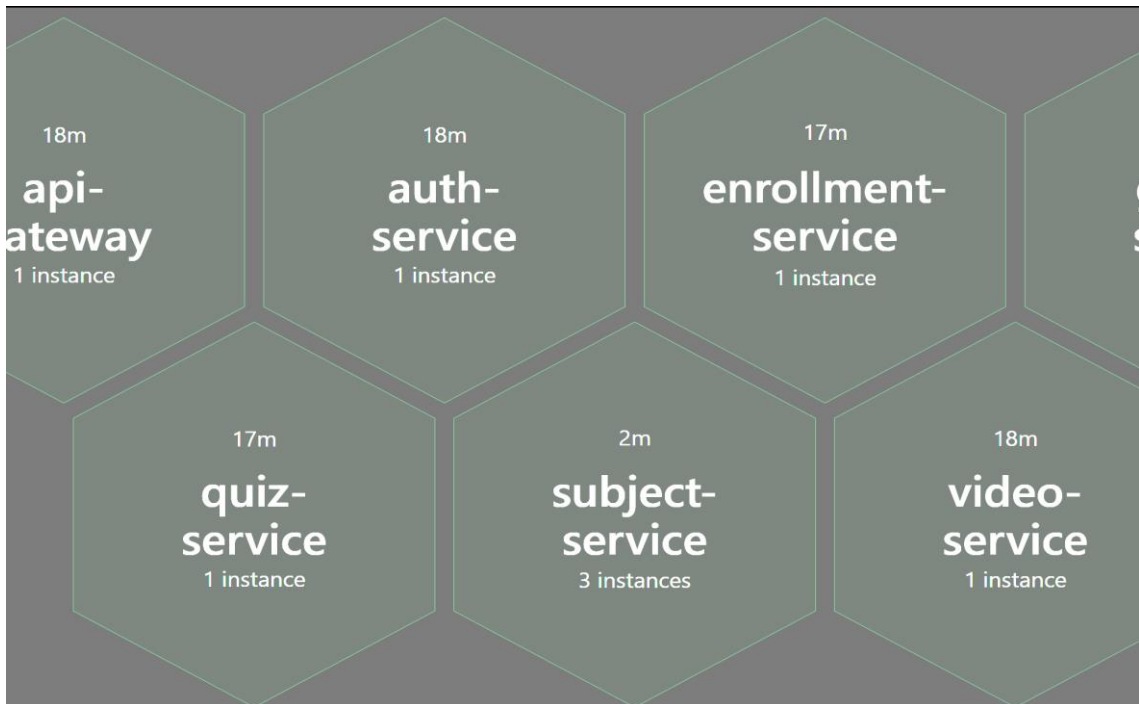 18m
api-
ateway
1 instance
18m
auth-
service
1 instance
17m
enrollment-
service
1 instance
17m
quiz-
service
1 instance
2m
subject-
service
3 instances
18m
video-
service
1 instance